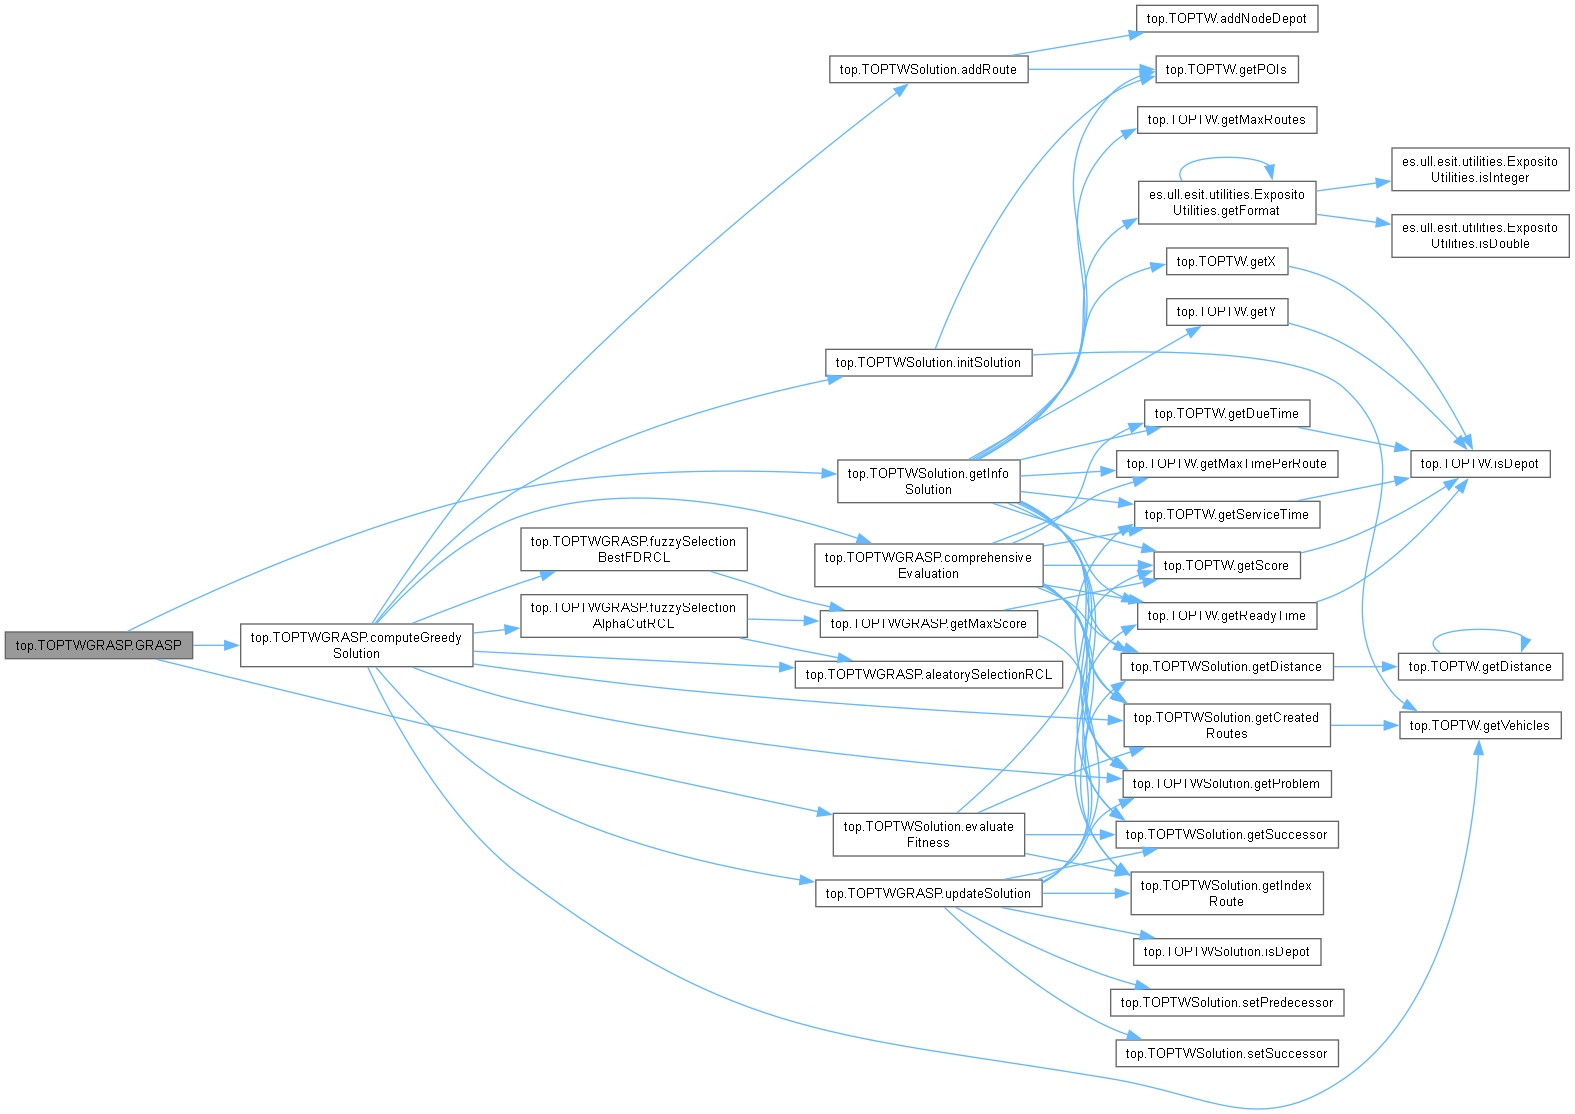 top.TOPTWGRASP.GRASP
top.TOPTWGRASP.computeGreedy
Solution
top.TOPTWGRASP.fuzzySelection
BestFDRCL
top.TOPTWGRASP.fuzzySelection
AlphaCutRCL
top.TOPTWSolution.addRoute
top.TOPTWSolution.initSolution
top.TOPTWSolution.getInfo
Solution
top.TOPTWGRASP.comprehensive
Evaluation
top.TOPTWGRASP.getMaxScore
top.TOPTWGRASP.aleatorySelectionRCL
top.TOPTWSolution.evaluate
Fitness
top.TOPTWGRASP.updateSolution
top.TOPTW.addNodeDepot
top.TOPTW.getPOIs
top.TOPTW.getMaxRoutes
es.ull.esit.utilities.Exposito
Utilities.getFormat
top.TOPTW.getX
top.TOPTW.getY
top.TOPTW.getDueTime
top.TOPTW.getMaxTimePerRoute
top.TOPTW.getServiceTime
top.TOPTW.getScore
top.TOPTW.getReadyTime
top.TOPTWSolution.getDistance
top.TOPTWSolution.getCreated
Routes
top.TOPTWSolution.getProblem
top.TOPTWSolution.getSuccessor
top.TOPTWSolution.getIndex
Route
top.TOPTWSolution.isDepot
top.TOPTWSolution.setPredecessor
top.TOPTWSolution.setSuccessor
es.ull.esit.utilities.Exposito
Utilities.isInteger
es.ull.esit.utilities.Exposito
Utilities.isDouble
top.TOPTW.isDepot
top.TOPTW.getDistance
top.TOPTW.getVehicles